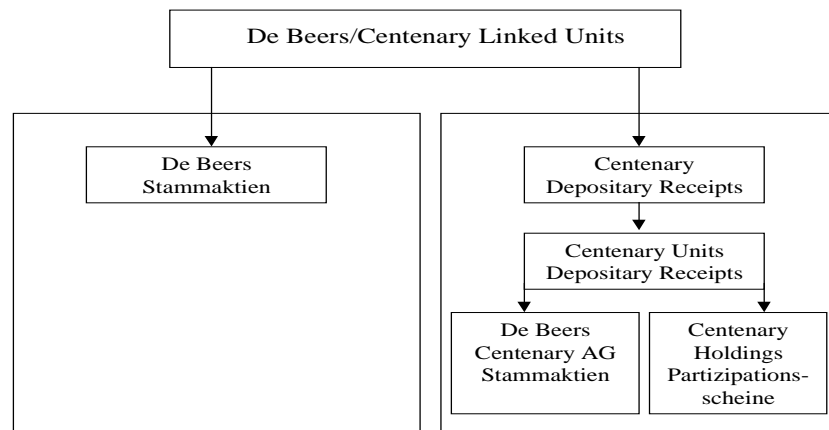 De Beers/Centenary Linked Units
De Beers
Stammaktien
Centenary
Depositary Receipts
Centenary Units
Depositary Receipts
De Beers
Centenary AG
Stammaktien
Centenary
Holdings
Partizipations-
scheine